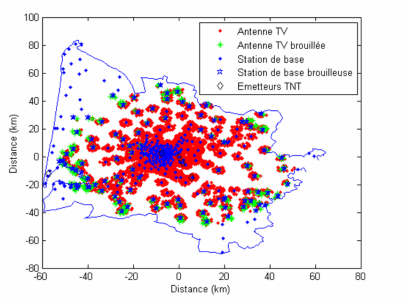 100
80
60
40
20
0
-20
-40
-60
-80
-60 -40 -20 0 20 40 60 80
Distance (km)
Distance (km)
Antenne TV
Antenne TV brouillée
Station de base
Station de base brouilleuse
Emetteurs TNT